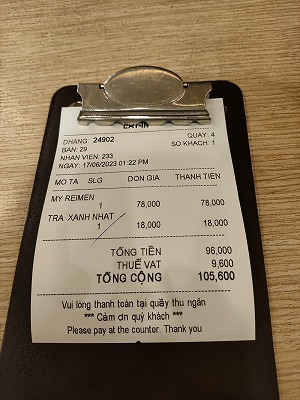 DHANG: 24902 QUAY: 4
BAN: 29 SO KHACH: 1
NHAN VIEN: 233
NGAY: 17/06/2023 01:22 PM
MO TA SLG DON GIA THANH TIEN
MY REIMEN
1 78,000 78,000
TRA XANH NHAT
1 18,000 18,000
TỔNG TIỀN 96,000
THUẾ VAT 9,600
TỔNG CỘNG 105,600
Vui lòng thanh toán tại quầy thu ngân
*** Cảm ơn quý khách ***
Please pay at the counter. Thank you